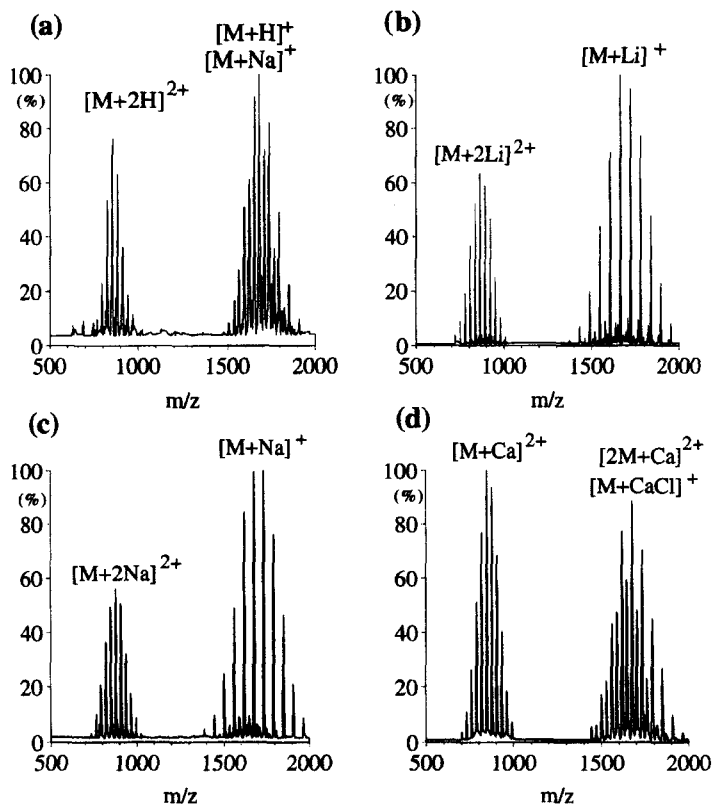 (a)
[M+H]+
[M+Na]+
[M+2H]2+
100
(%)
80
60
40
20
0
500
1000
1500
2000
m/z
(b)
[M+Li] +
[M+2Li]2+
100
(%)
80
60
40
20
0
500
1000
1500
2000
m/z
(c)
[M+Na]+
[M+2Na]2+
100
(%)
80
60
40
20
0
500
1000
1500
2000
m/z
(d)
[M+Ca]2+
[2M+Ca]2+
[M+CaCl]+
100
(%)
80
60
40
20
0
500
1000
1500
2000
m/z